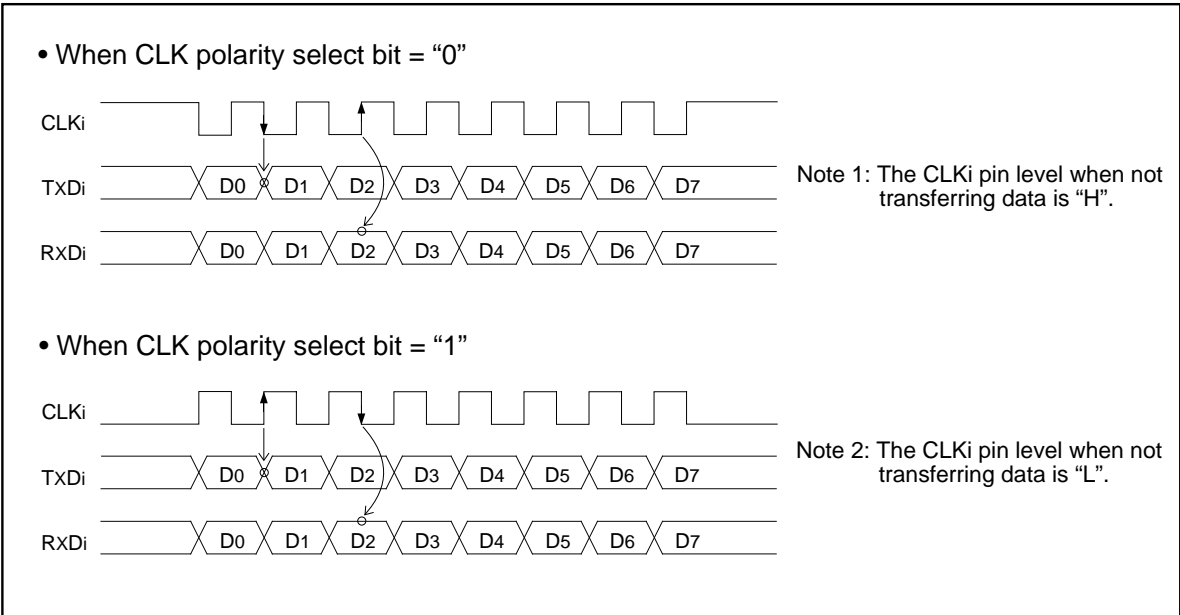 • When CLK polarity select bit = “0”
CLKi
TXDi D0 D1 D2 D3 D4 D5 D6 D7
RXDi D0 D1 D2 D3 D4 D5 D6 D7
Note 1: The CLKi pin level when not
transferring data is “H”.
• When CLK polarity select bit = “1”
CLKi
TXDi D0 D1 D2 D3 D4 D5 D6 D7
RXDi D0 D1 D2 D3 D4 D5 D6 D7
Note 2: The CLKi pin level when not
transferring data is “L”.